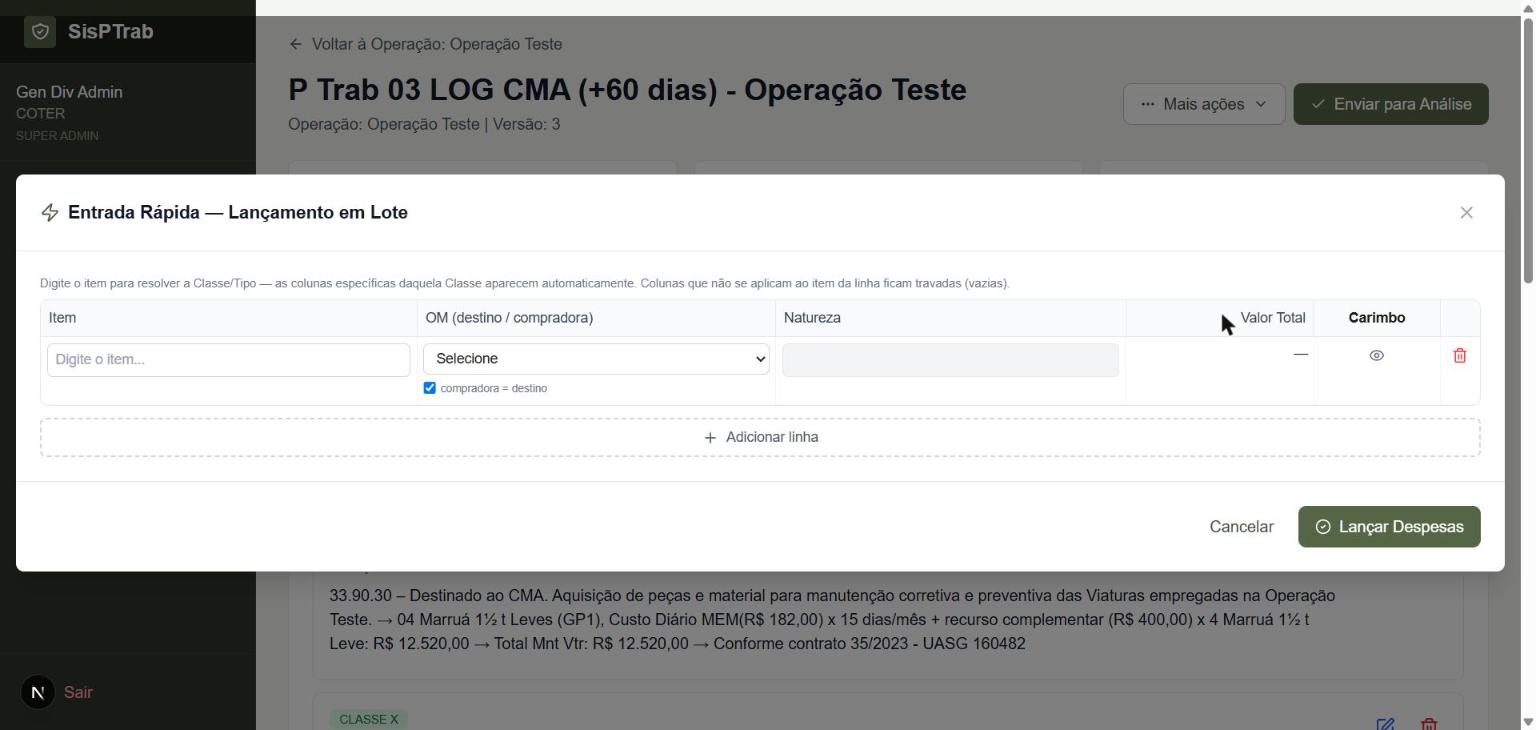 SisPTrab
Gen Div Admin
COTER
SUPER ADMIN
Voltar à Operação: Operação Teste
P Trab 03 LOG CMA (+60 dias) - Operação Teste
Operação: Operação Teste | Versão: 3
Mais ações
Enviar para Análise
Entrada Rápida — Lançamento em Lote
Digite o item para resolver a Classe/Tipo — as colunas específicas daquela Classe aparecem automaticamente. Colunas que não se aplicam ao item da linha ficam travadas (vazias).
Item OM (destino / compradora) Natureza Valor Total Carimbo
Digite o item... Selecione —
compradora = destino
Adicionar linha
Cancelar Lançar Despesas
33.90.30 – Destinado ao CMA. Aquisição de peças e material para manutenção corretiva e preventiva das Viaturas empregadas na Operação
Teste. → 04 Marruá 1½ t Leves (GP1), Custo Diário MEM(R$ 182,00) x 15 dias/mês + recurso complementar (R$ 400,00) x 4 Marruá 1½ t
Leve: R$ 12.520,00 → Total Mnt Vtr: R$ 12.520,00 → Conforme contrato 35/2023 - UASG 160482
N Sair
CLASSE X